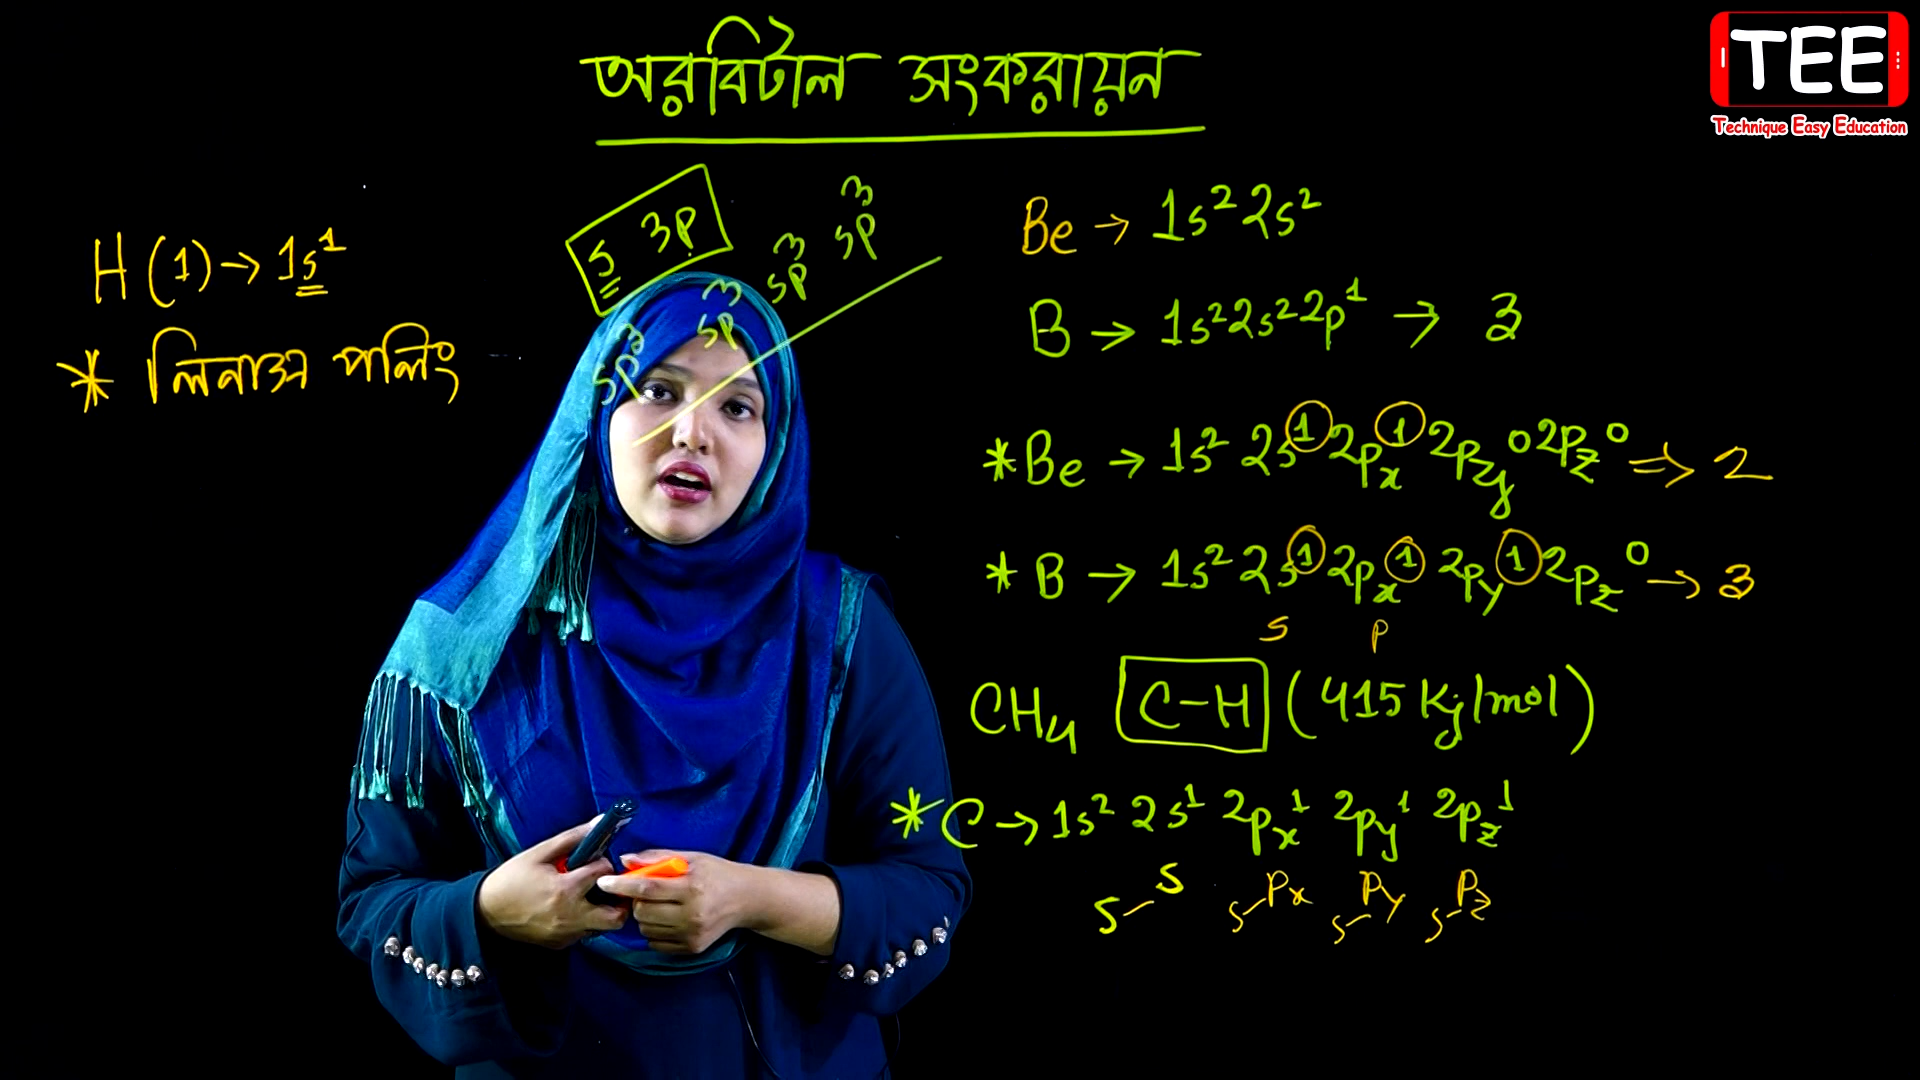 অরবিটাল সংকরায়ন
TEE
Technique Easy Education
H (1) → 1s¹
* লিনাস পলিং
s 3p
sp³ sp³ sp³ sp³
Be → 1s² 2s²
B → 1s² 2s² 2p¹ → 3
* Be → 1s² 2s¹ 2pₓ¹ 2py⁰ 2pz⁰ ⇒ 2
* B → 1s² 2s¹ 2pₓ¹ 2py¹ 2pz⁰ → 3
s p
CH₄ C-H (415 Kj/mol)
* C → 1s² 2s¹ 2pₓ¹ 2py¹ 2pz¹
s-s s-Px s-Py s-Pz